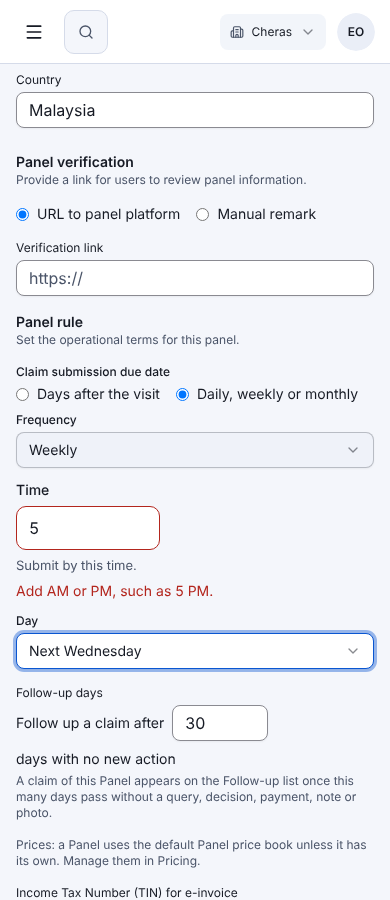 Cheras
EO
Country
Malaysia
Panel verification
Provide a link for users to review panel information.
URL to panel platform
Manual remark
Verification link
https://
Panel rule
Set the operational terms for this panel.
Claim submission due date
Days after the visit
Daily, weekly or monthly
Frequency
Weekly
Time
5
Submit by this time.
Add AM or PM, such as 5 PM.
Day
Next Wednesday
Follow-up days
Follow up a claim after 30
days with no new action
A claim of this Panel appears on the Follow-up list once this
many days pass without a query, decision, payment, note or
photo.
Prices: a Panel uses the default Panel price book unless it has
its own. Manage them in Pricing.
Income Tax Number (TIN) for e-invoice